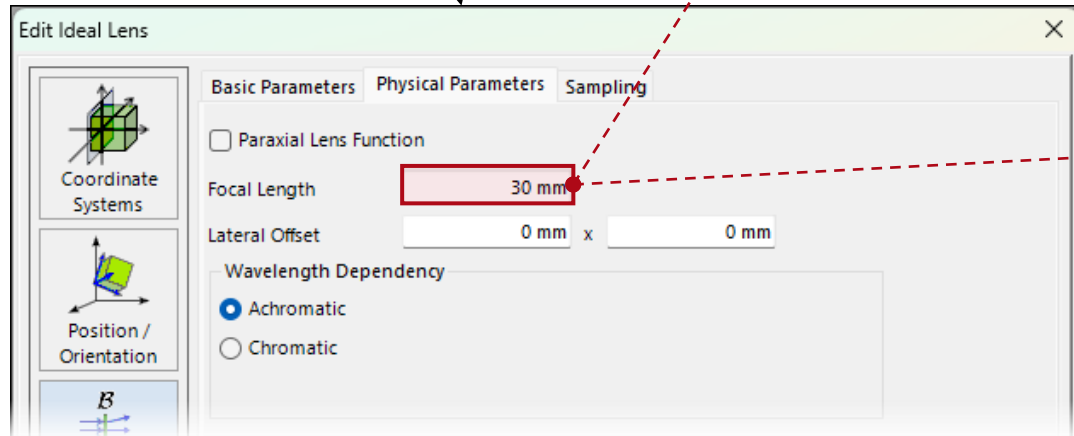 Edit Ideal Lens
Basic Parameters Physical Parameters Sampling
Paraxial Lens Function
Coordinate
Systems
Focal Length 30 mm
Lateral Offset 0 mm x 0 mm
Wavelength Dependency
Achromatic
Position /
Orientation
Chromatic
B